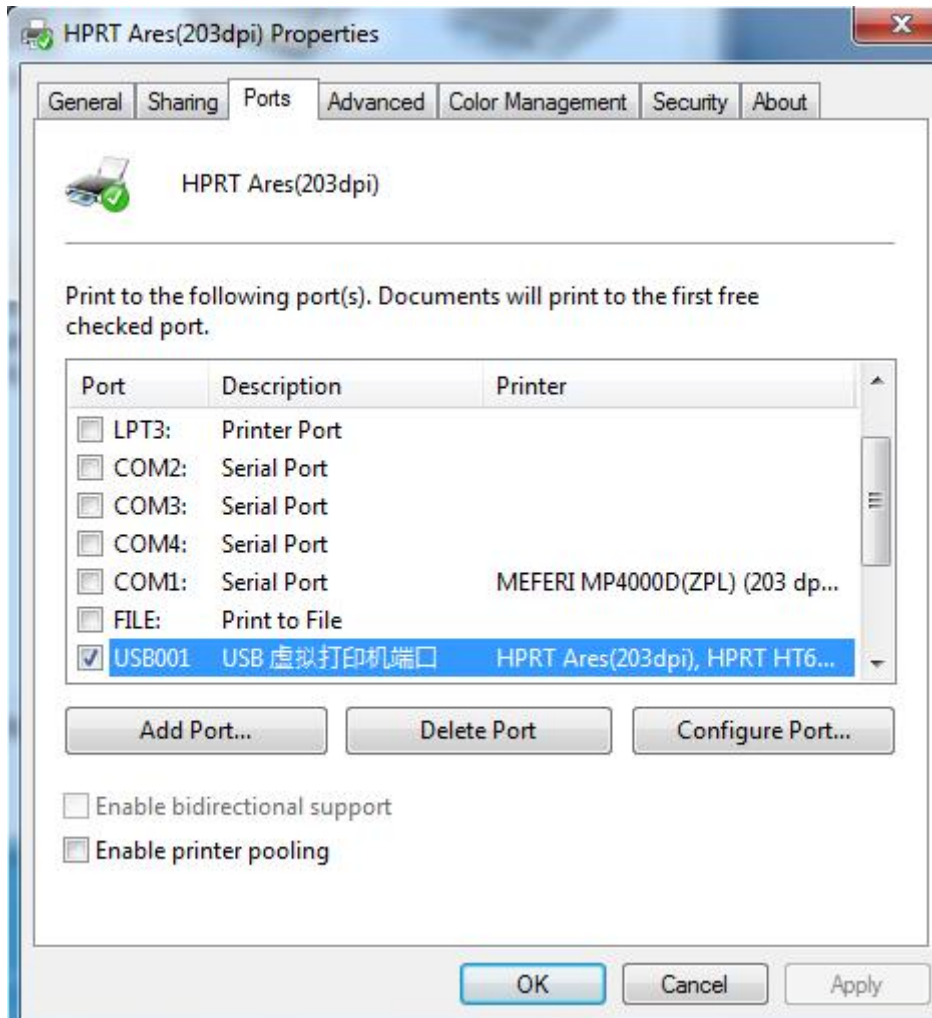 HPRT Ares(203dpi) Properties
General Sharing Ports Advanced Color Management Security About
HPRT Ares(203dpi)
Print to the following port(s). Documents will print to the first free
checked port.
Port Description Printer
LPT3: Printer Port
COM2: Serial Port
COM3: Serial Port
COM4: Serial Port
COM1: Serial Port MEFERI MP4000D(ZPL) (203 dp...
FILE: Print to File
USB001 USB 虚拟打印机端口 HPRT Ares(203dpi), HPRT HT6...
Add Port... Delete Port Configure Port...
Enable bidirectional support
Enable printer pooling
OK Cancel Apply